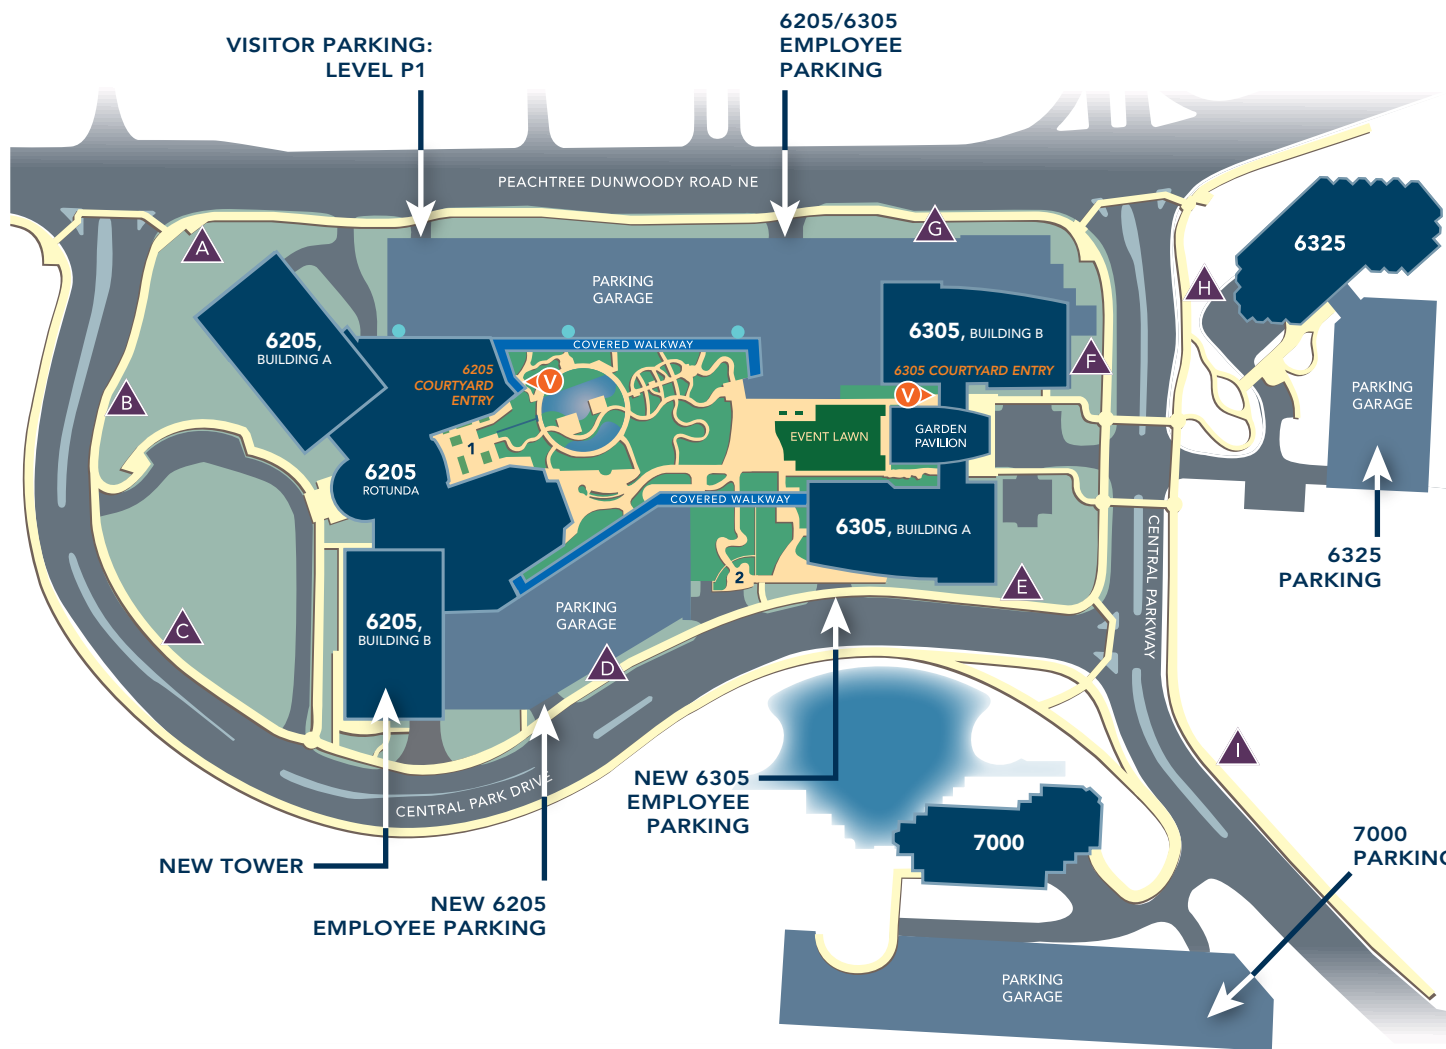 VISITOR PARKING:
LEVEL P1
6205/6305
EMPLOYEE
PARKING
PEACHTREE DUNWOODY ROAD NE
A
G
6325
H
PARKING
GARAGE
6205,
BUILDING A
6305, BUILDING B
COVERED WALKWAY
6205
COURTYARD
ENTRY
V
6305 COURTYARD ENTRY
V
F
B
PARKING
GARAGE
1
EVENT LAWN
GARDEN
PAVILION
6205
ROTUNDA
COVERED WALKWAY
6305, BUILDING A
6325
PARKING
CENTRAL PARKWAY
2
E
C
6205,
BUILDING B
PARKING
GARAGE
D
I
CENTRAL PARK DRIVE
NEW 6305
EMPLOYEE
PARKING
7000
7000
PARKING
NEW TOWER
NEW 6205
EMPLOYEE PARKING
PARKING
GARAGE